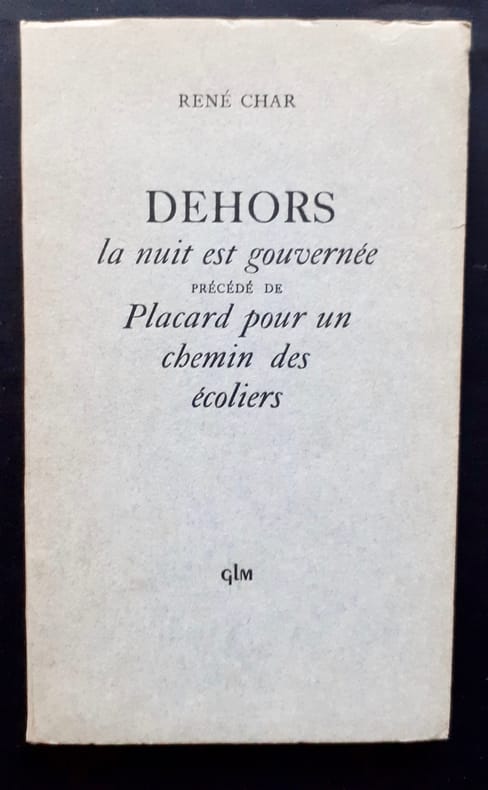 RENÉ CHAR
DEHORS
la nuit est gouvernée
PRÉCÉDÉ DE
Placard pour un
chemin des
écoliers
GLM